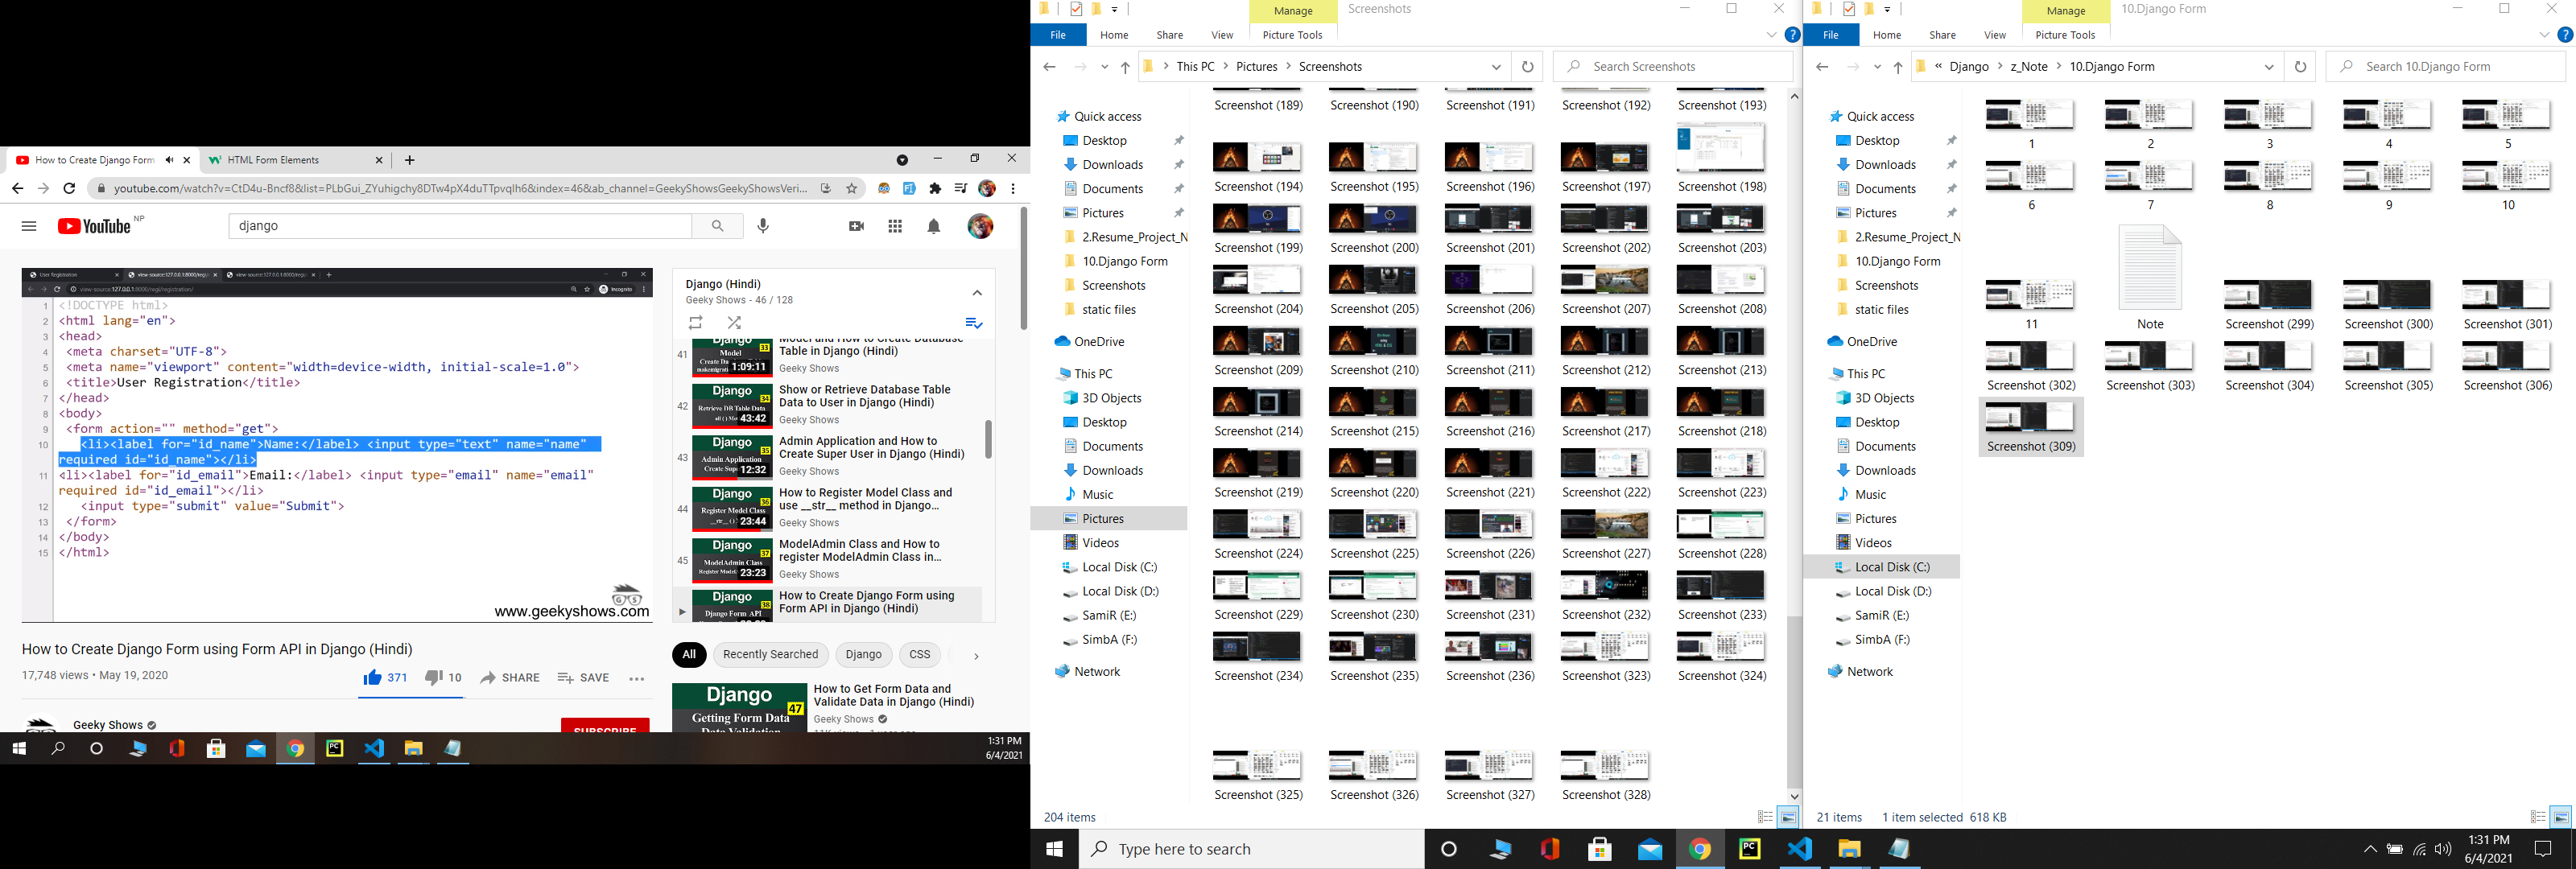 How to Create Django Form
HTML Form Elements
youtube.com/watch?v=CtD4u-Bncf8&list=PLbGui_ZYuhigchy8DTw4pX4duTTpvqlh6&index=46&ab_channel=GeekyShowsGeekyShowsVeri...
YouTube NP
django
User Registration
view-source:127.0.0.1:8000/regi/registration/
Incognito
1 <!DOCTYPE html>
2 <html lang="en">
3 <head>
4 <meta charset="UTF-8">
5 <meta name="viewport" content="width=device-width, initial-scale=1.0">
6 <title>User Registration</title>
7 </head>
8 <body>
9 <form action="" method="get">
10 <li><label for="id_name">Name:</label> <input type="text" name="name"
required id="id_name"></li>
11 <li><label for="id_email">Email:</label> <input type="email" name="email"
required id="id_email"></li>
12 <input type="submit" value="Submit">
13 </form>
14 </body>
15 </html>
www.geekyshows.com
How to Create Django Form using Form API in Django (Hindi)
17,748 views • May 19, 2020
371
10
SHARE
SAVE
Geeky Shows
SUBSCRIBE
Django (Hindi)
Geeky Shows - 46 / 128
41
Model and How to Create Database
Table in Django (Hindi)
Geeky Shows
1:09:11
42
Show or Retrieve Database Table
Data to User in Django (Hindi)
Geeky Shows
43:42
43
Admin Application and How to
Create Super User in Django (Hindi)
Geeky Shows
12:32
44
How to Register Model Class and
use __str__ method in Django...
Geeky Shows
23:44
45
ModelAdmin Class and How to
register ModelAdmin Class in...
Geeky Shows
23:23
How to Create Django Form using
Form API in Django (Hindi)
All
Recently Searched
Django
CSS
Django
47
Getting Form Data
Data Validation
How to Get Form Data and
Validate Data in Django (Hindi)
Geeky Shows
1:31 PM
6/4/2021
Manage
Screenshots
File
Home
Share
View
Picture Tools
This PC
Pictures
Screenshots
Search Screenshots
Quick access
Desktop
Downloads
Documents
Pictures
2.Resume_Project_N
10.Django Form
Screenshots
static files
OneDrive
This PC
3D Objects
Desktop
Documents
Downloads
Music
Pictures
Videos
Local Disk (C:)
Local Disk (D:)
SamiR (E:)
SimbA (F:)
Network
Screenshot (189) Screenshot (190) Screenshot (191) Screenshot (192) Screenshot (193)
Screenshot (194) Screenshot (195) Screenshot (196) Screenshot (197) Screenshot (198)
Screenshot (199) Screenshot (200) Screenshot (201) Screenshot (202) Screenshot (203)
Screenshot (204) Screenshot (205) Screenshot (206) Screenshot (207) Screenshot (208)
Screenshot (209) Screenshot (210) Screenshot (211) Screenshot (212) Screenshot (213)
Screenshot (214) Screenshot (215) Screenshot (216) Screenshot (217) Screenshot (218)
Screenshot (219) Screenshot (220) Screenshot (221) Screenshot (222) Screenshot (223)
Screenshot (224) Screenshot (225) Screenshot (226) Screenshot (227) Screenshot (228)
Screenshot (229) Screenshot (230) Screenshot (231) Screenshot (232) Screenshot (233)
Screenshot (234) Screenshot (235) Screenshot (236) Screenshot (323) Screenshot (324)
Screenshot (325) Screenshot (326) Screenshot (327) Screenshot (328)
204 items
Manage
10.Django Form
File
Home
Share
View
Picture Tools
« Django
z_Note
10.Django Form
Search 10.Django Form
Quick access
Desktop
Downloads
Documents
Pictures
2.Resume_Project_N
10.Django Form
Screenshots
static files
OneDrive
This PC
3D Objects
Desktop
Documents
Downloads
Music
Pictures
Videos
Local Disk (C:)
Local Disk (D:)
SamiR (E:)
SimbA (F:)
Network
1 2 3 4 5
6 7 8 9 10
11 Note Screenshot (299) Screenshot (300) Screenshot (301)
Screenshot (302) Screenshot (303) Screenshot (304) Screenshot (305) Screenshot (306)
Screenshot (309)
21 items
1 item selected 618 KB
Type here to search
1:31 PM
6/4/2021